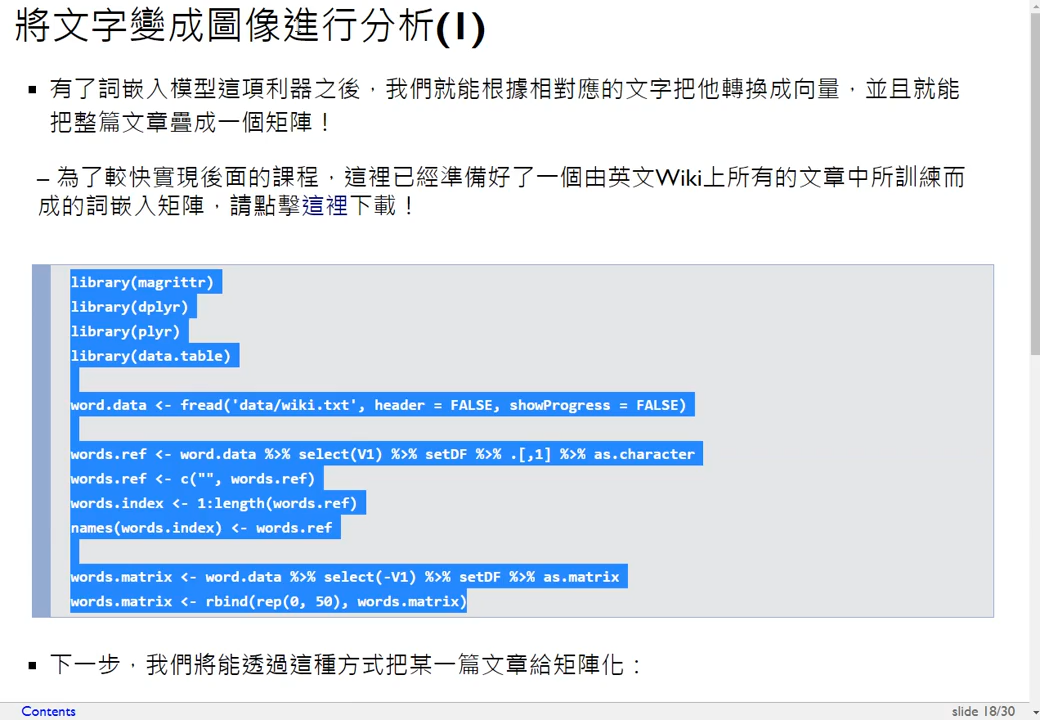 將文字變成圖像進行分析(1)
有了詞嵌入模型這項利器之後，我們就能根據相對應的文字把他轉換成向量，並且就能
把整篇文章疊成一個矩陣！
– 為了較快實現後面的課程，這裡已經準備好了一個由英文Wiki上所有的文章中所訓練而
成的詞嵌入矩陣，請點擊這裡下載！
library(magrittr)
library(dplyr)
library(plyr)
library(data.table)
word.data <- fread('data/wiki.txt', header = FALSE, showProgress = FALSE)
words.ref <- word.data %>% select(V1) %>% setDF %>% .[,1] %>% as.character
words.ref <- c("", words.ref)
words.index <- 1:length(words.ref)
names(words.index) <- words.ref
words.matrix <- word.data %>% select(-V1) %>% setDF %>% as.matrix
words.matrix <- rbind(rep(0, 50), words.matrix)
下一步，我們將能透過這種方式把某一篇文章給矩陣化：
Contents
slide 18/30